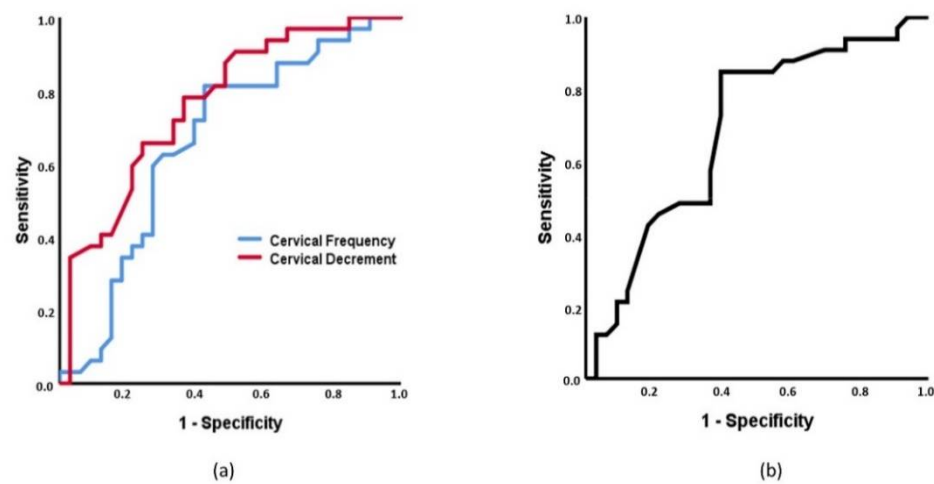 1.0
0.8
0.6
0.4
0.2
0.0
Sensitivity
Cervical Frequency
Cervical Decrement
0.2 0.4 0.6 0.8 1.0
1 - Specificity
(a)
1.0
0.8
0.6
0.4
0.2
0.0
Sensitivity
0.2 0.4 0.6 0.8 1.0
1 - Specificity
(b)